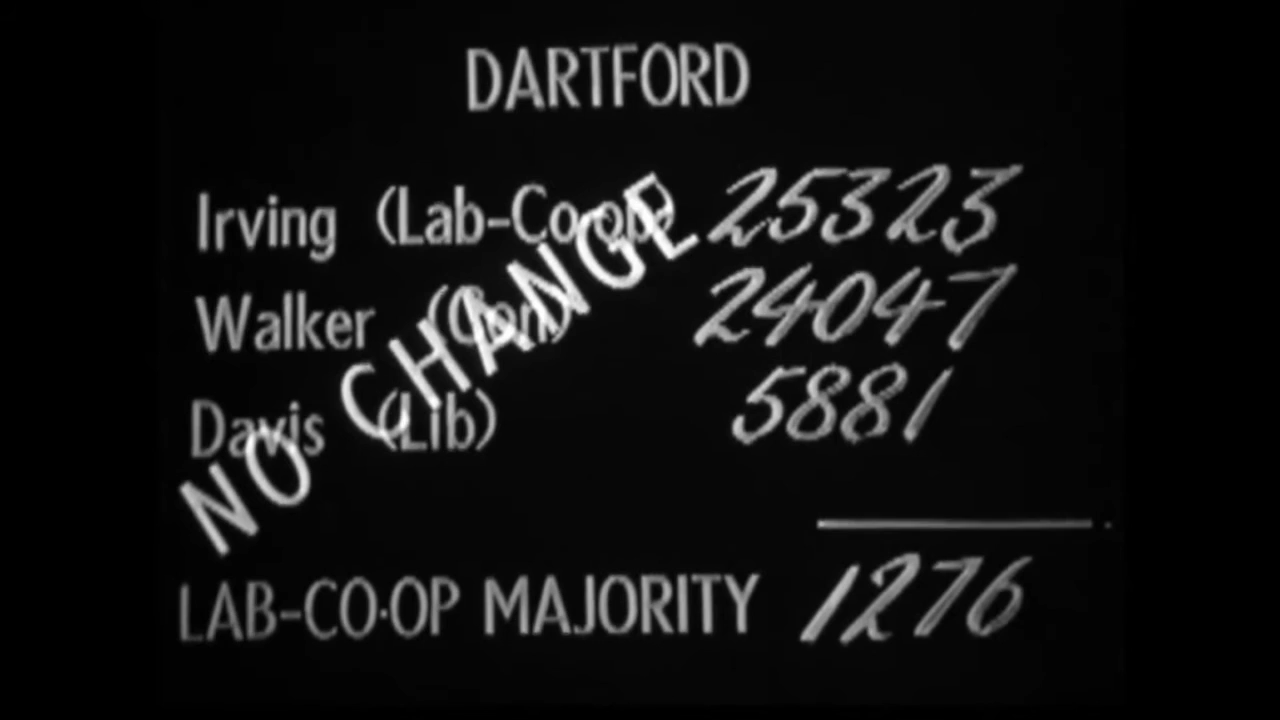 DARTFORD
Irving (Lab-Co-op) 25323
Walker (Con) 24047
Davis (Lib) 5881
NO CHANGE
LAB-CO·OP MAJORITY 1276